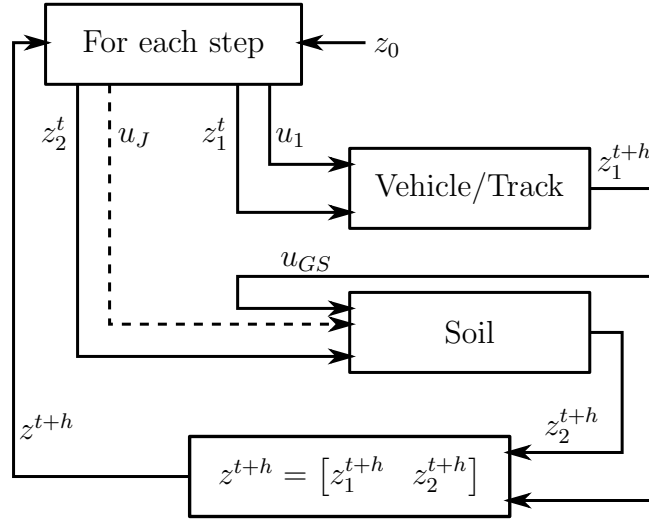 For each step
z_0
z_2^t
u_J
z_1^t
u_1
z_1^{t+h}
Vehicle/Track
u_{GS}
Soil
z^{t+h}
z_2^{t+h}
z^{t+h} = [z_1^{t+h} z_2^{t+h}]